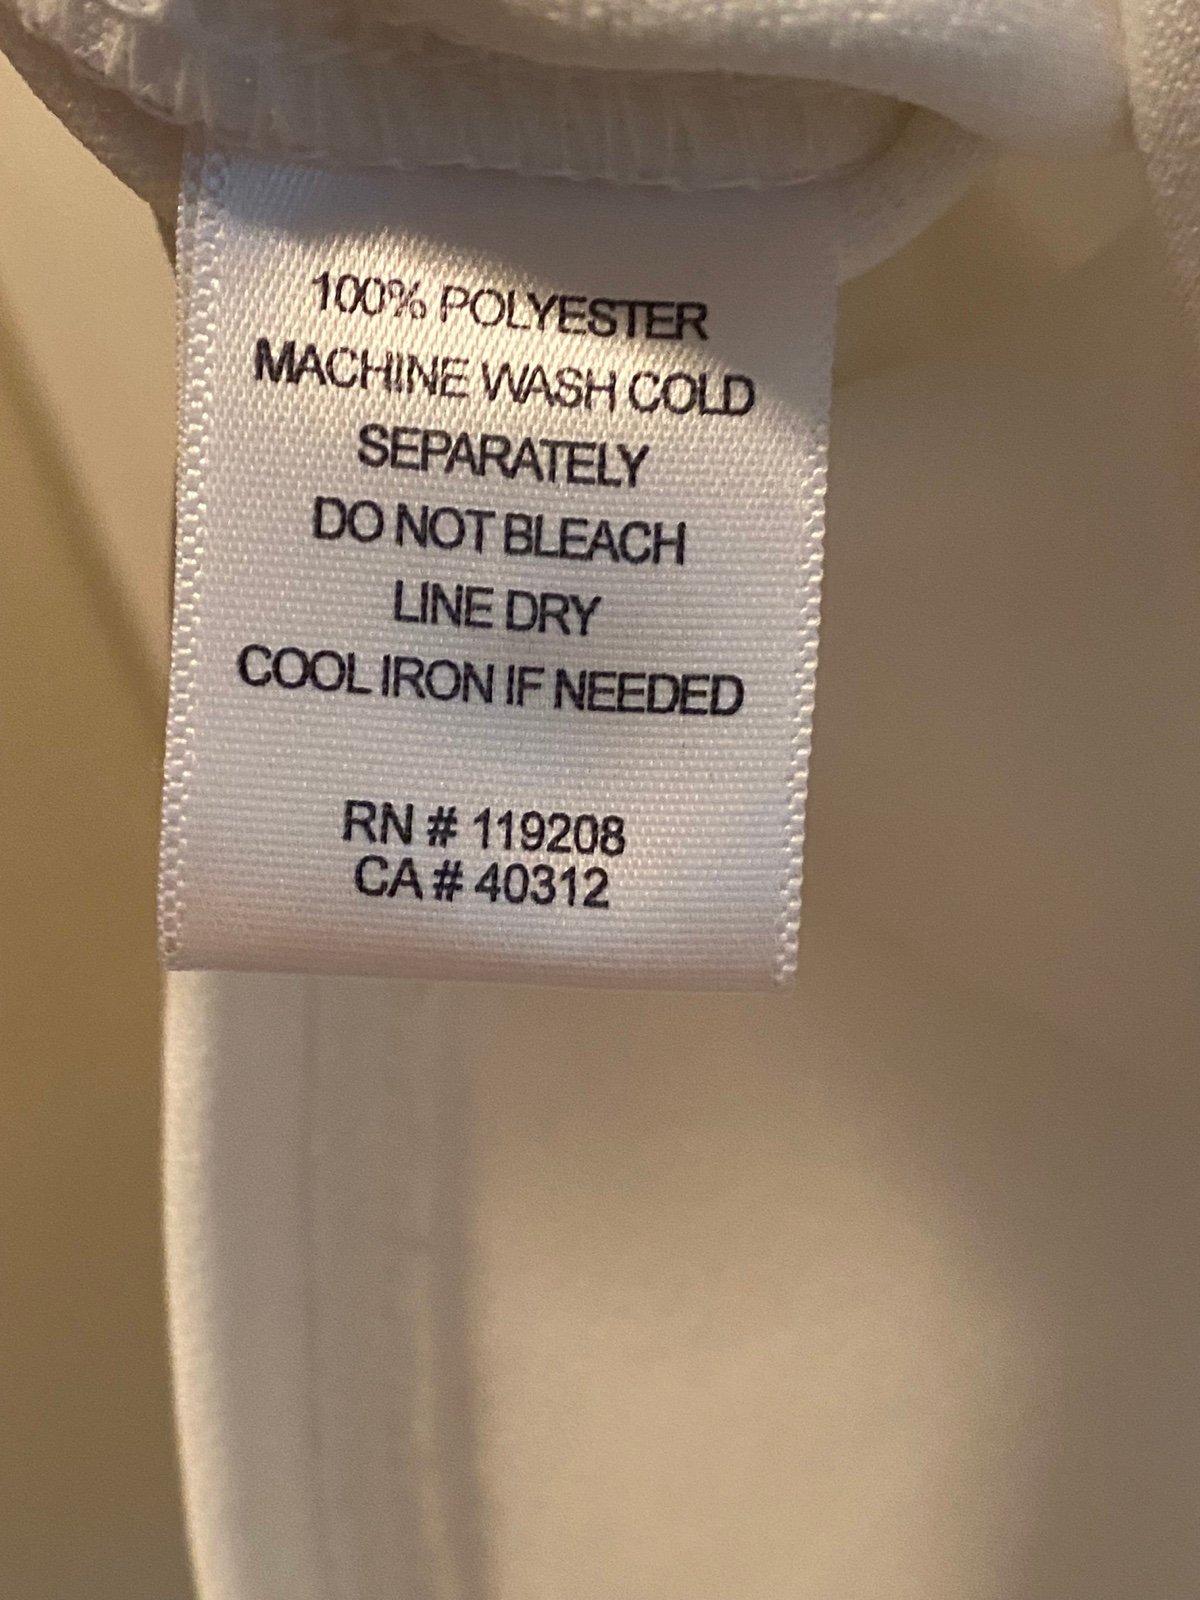 100% POLYESTER
MACHINE WASH COLD
SEPARATELY
DO NOT BLEACH
LINE DRY
COOL IRON IF NEEDED
RN # 119208
CA # 40312